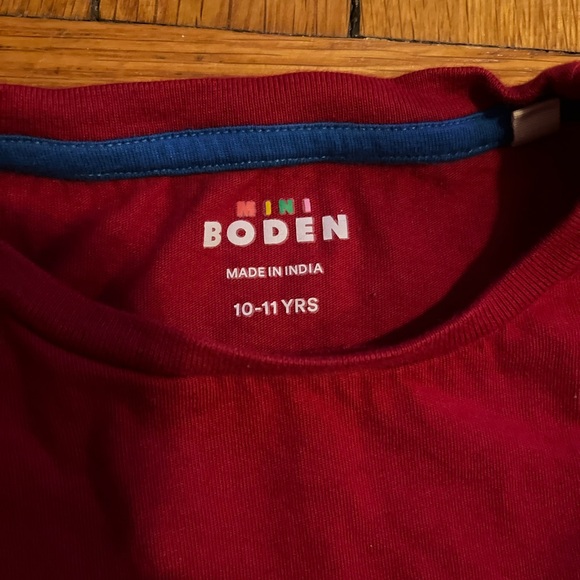 MINI
BODEN
MADE IN INDIA
10-11 YRS